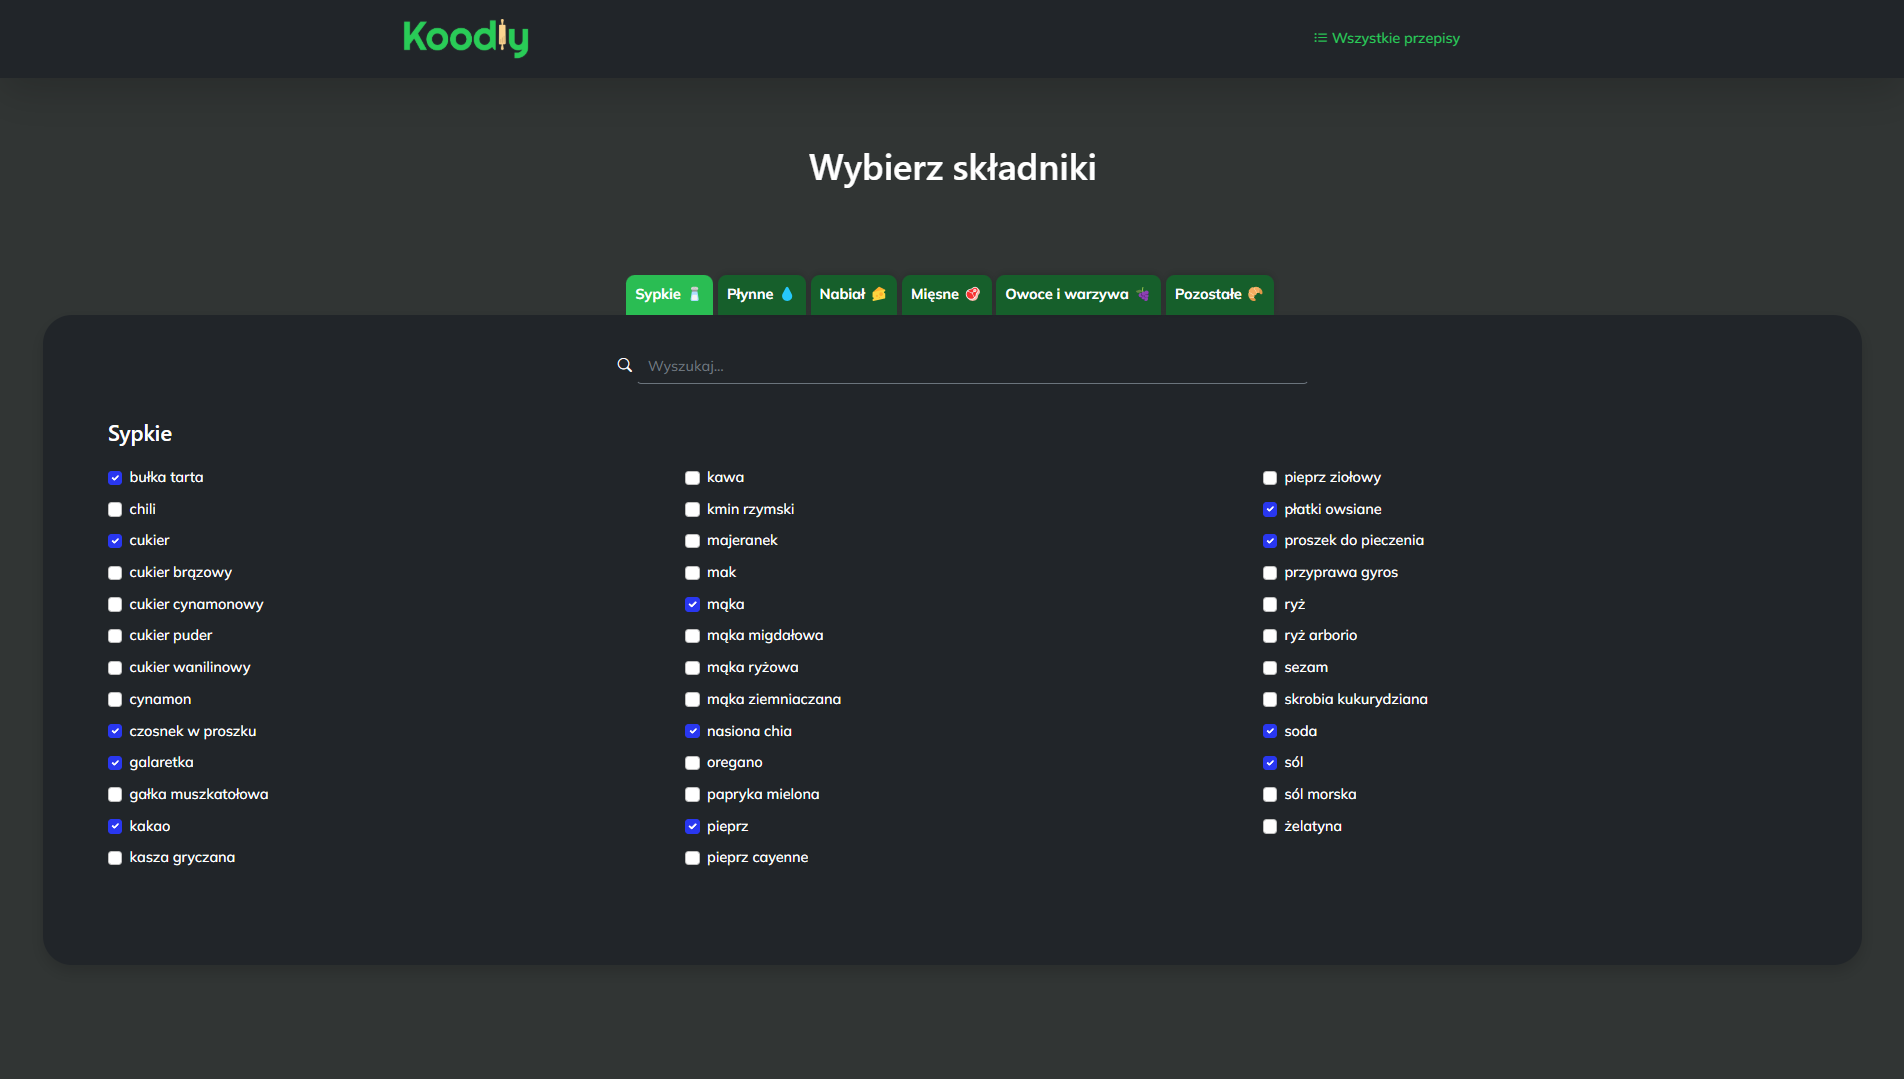 Koodly
Wszystkie przepisy
Wybierz składniki
Sypkie
Płynne
Nabiał
Mięsne
Owoce i warzywa
Pozostałe
Wyszukaj...
Sypkie
bułka tarta
chili
cukier
cukier brązowy
cukier cynamonowy
cukier puder
cukier wanilinowy
cynamon
czosnek w proszku
galaretka
gałka muszkatołowa
kakao
kasza gryczana
kawa
kmin rzymski
majeranek
mak
mąka
mąka migdałowa
mąka ryżowa
mąka ziemniaczana
nasiona chia
oregano
papryka mielona
pieprz
pieprz cayenne
pieprz ziołowy
płatki owsiane
proszek do pieczenia
przyprawa gyros
ryż
ryż arborio
sezam
skrobia kukurydziana
soda
sól
sól morska
żelatyna